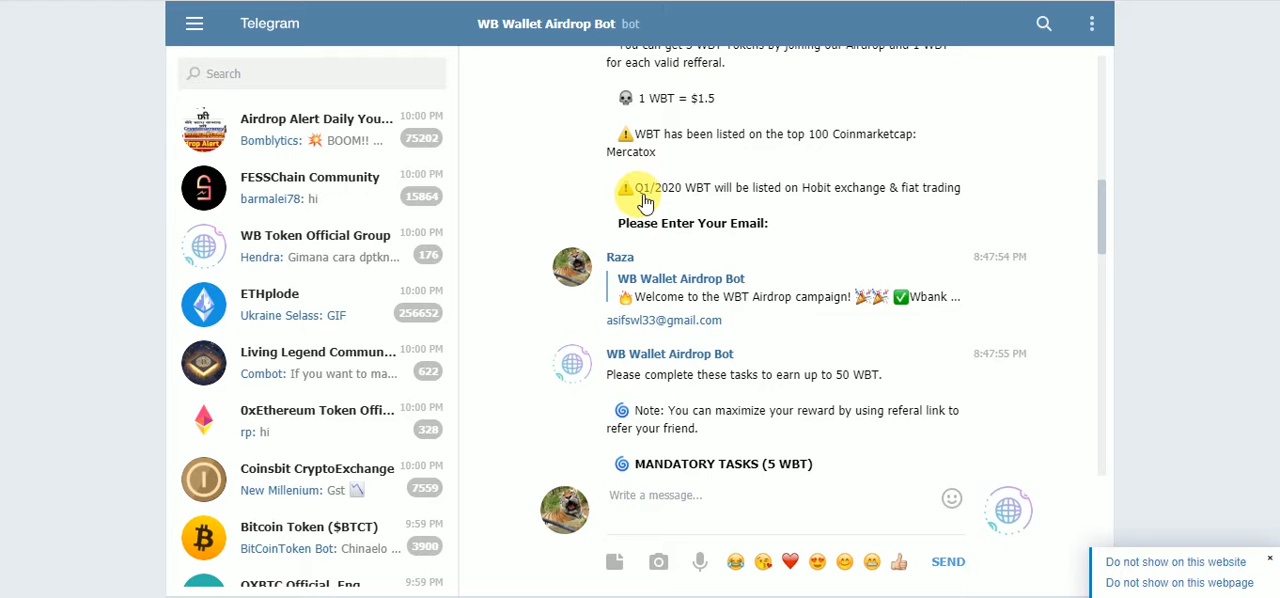 Telegram
WB Wallet Airdrop Bot bot
Search
Airdrop Alert Daily You... 10:00 PM
Bomblytics: 💥 BOOM!! ... 75202
FESSChain Community 10:00 PM
barmalei78: hi 15864
WB Token Official Group 10:00 PM
Hendra: Gimana cara dptkn... 176
ETHplode 10:00 PM
Ukraine Selass: GIF 256652
Living Legend Commun... 10:00 PM
Combot: If you want to ma... 622
0xEthereum Token Offi... 10:00 PM
rp: hi 328
Coinsbit CryptoExchange 10:00 PM
New Millenium: Gst 📉 7559
Bitcoin Token ($BTCT) 9:59 PM
BitCoinToken Bot: Chinaelo ... 3900
OXBTC Official Eng 9:59 PM
You can get 5 WBT Tokens by joining our Airdrop and 1 WBT
for each valid refferal.
💀 1 WBT = $1.5
⚠️WBT has been listed on the top 100 Coinmarketcap:
Mercatox
⚠️Q1/2020 WBT will be listed on Hobit exchange & fiat trading
Please Enter Your Email:
Raza 8:47:54 PM
WB Wallet Airdrop Bot
🔥Welcome to the WBT Airdrop campaign! 🎉🎉 ✅Wbank ...
asifswl33@gmail.com
WB Wallet Airdrop Bot 8:47:55 PM
Please complete these tasks to earn up to 50 WBT.
🌀 Note: You can maximize your reward by using referal link to
refer your friend.
🌀 MANDATORY TASKS (5 WBT)
Write a message...
SEND
Do not show on this website
Do not show on this webpage